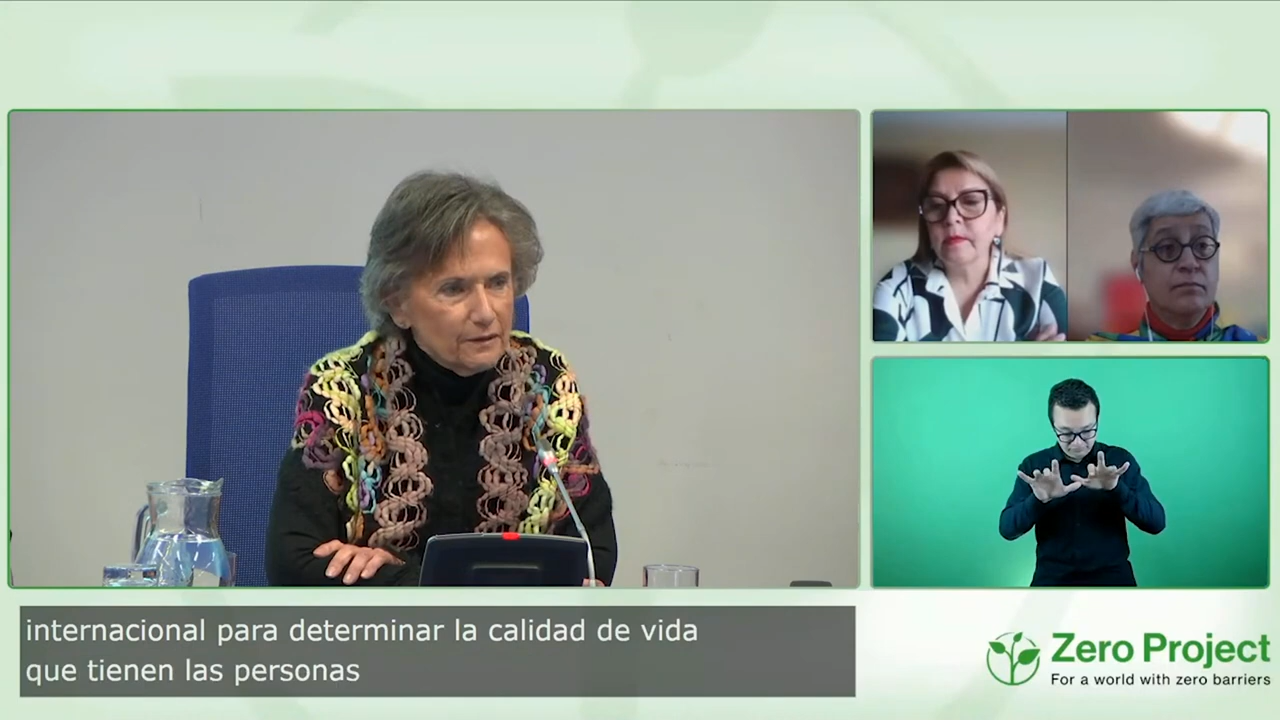 internacional para determinar la calidad de vida
que tienen las personas
Zero Project
For a world with zero barriers